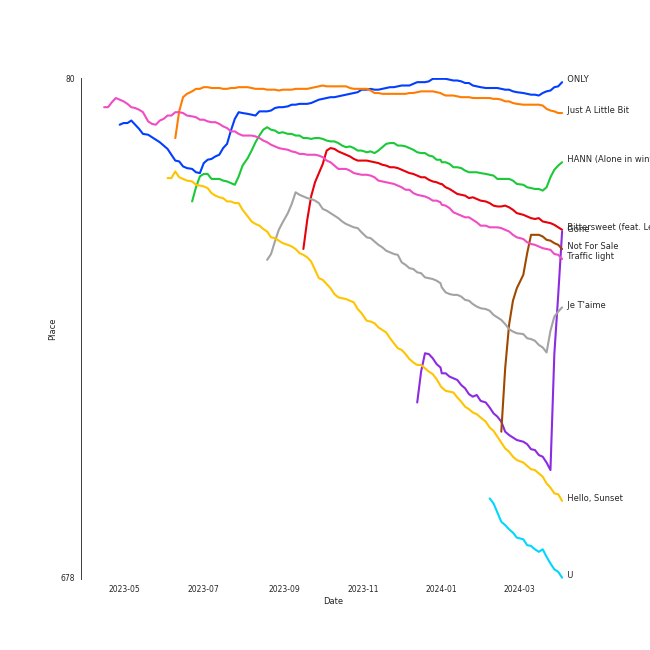 80
ONLY
Just A Little Bit
HANN (Alone in win
Bittersweet (feat. Le
Not For Sale
Traffic light
Place
Je T'aime
Hello, Sunset
U
678
2023-05 2023-07 2023-09 2023-11 2024-01 2024-03
Date